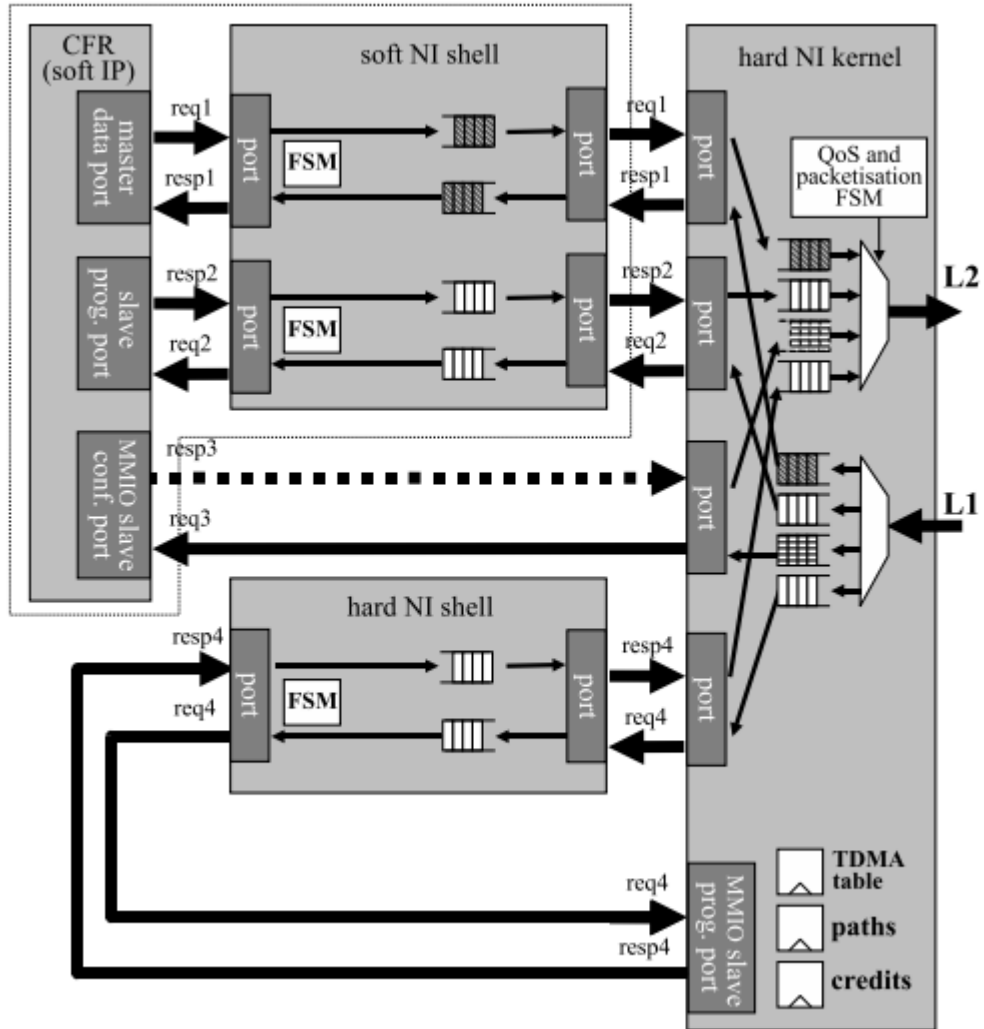 CFR
(soft IP)
soft NI shell
hard NI kernel
master
data port
req1
resp1
port
FSM
port
req1
resp1
port
QoS and
packetisation
FSM
slave
prog. port
resp2
req2
port
FSM
port
resp2
req2
port
L2
MMIO slave
conf. port
resp3
req3
port
L1
hard NI shell
resp4
req4
port
FSM
port
resp4
req4
port
req4
resp4
MMIO slave
prog. port
TDMA
table
paths
credits